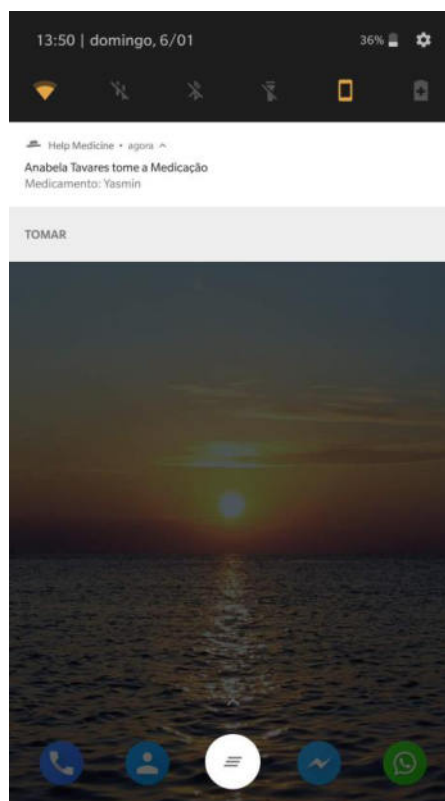 13:50 | domingo, 6/01 36%
Help Medicine • agora
Anabela Tavares tome a Medicação
Medicamento: Yasmin
TOMAR